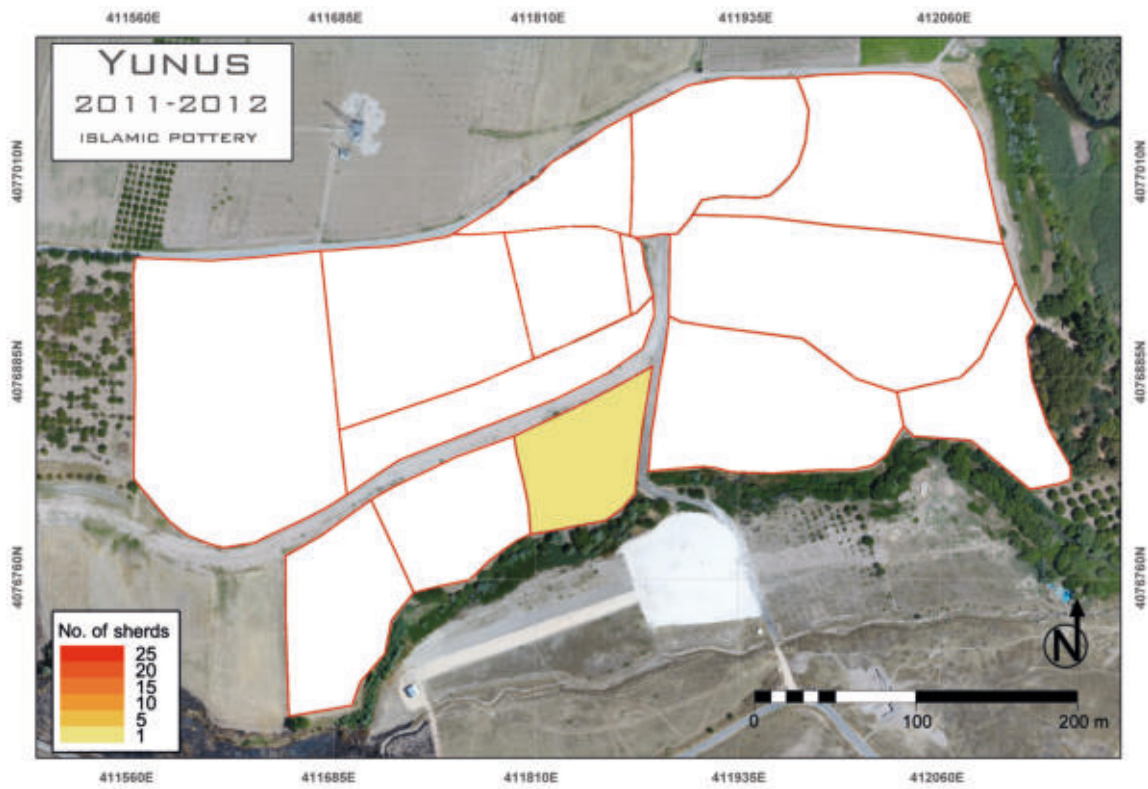 411560E 411685E 411810E 411935E 412060E
YUNUS
2011-2012
ISLAMIC POTTERY
4077010N 4077010N
4076885N 4076885N
4076760N 4076760N
No. of sherds
25
20
15
10
5
1
N
0 100 200 m
411560E 411685E 411810E 411935E 412060E